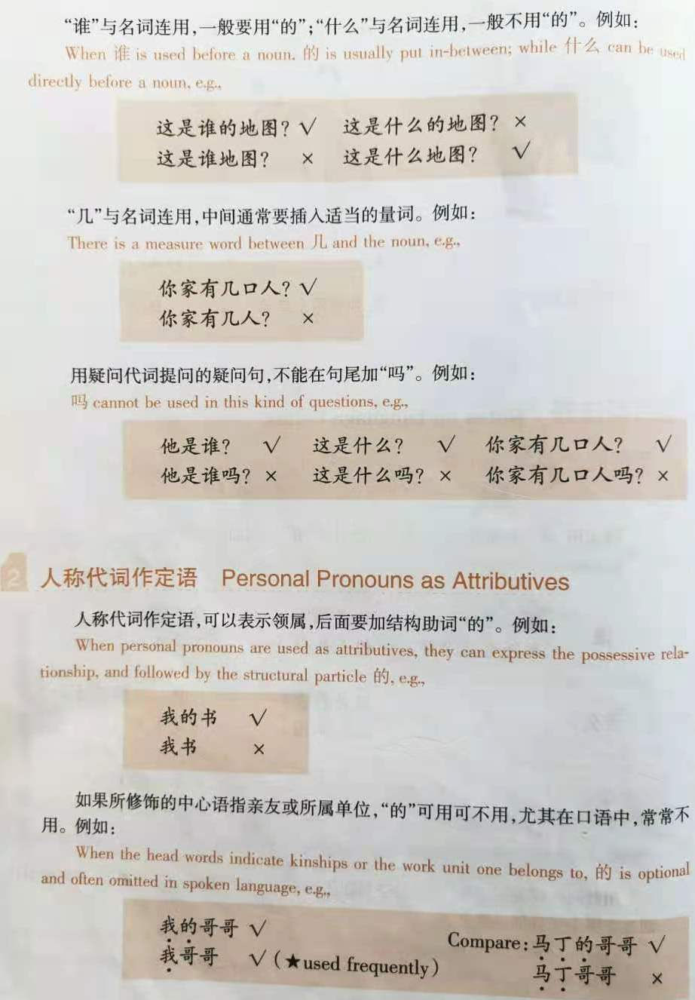 “谁”与名词连用，一般要用“的”；“什么”与名词连用，一般不用“的”。例如：
When 谁 is used before a noun. 的 is usually put in-between; while 什么 can be used
directly before a noun, e.g.,
这是谁的地图？ √ 这是什么的地图？ ×
这是谁地图？ × 这是什么地图？ √
“几”与名词连用，中间通常要插入适当的量词。例如：
There is a measure word between 几 and the noun, e.g.,
你家有几口人？ √
你家有几人？ ×
用疑问代词提问的疑问句，不能在句尾加“吗”。例如：
吗 cannot be used in this kind of questions, e.g.,
他是谁？ √ 这是什么？ √ 你家有几口人？ √
他是谁吗？ × 这是什么吗？ × 你家有几口人吗？ ×
2 人称代词作定语 Personal Pronouns as Attributives
人称代词作定语，可以表示领属，后面要加结构助词“的”。例如：
When personal pronouns are used as attributives, they can express the possessive rela-
tionship, and followed by the structural particle 的, e.g.,
我的书 √
我书 ×
如果所修饰的中心语指亲友或所属单位，“的”可用可不用，尤其在口语中，常常不
用。例如：
When the head words indicate kinships or the work unit one belongs to, 的 is optional
and often omitted in spoken language, e.g.,
我的哥哥 √ Compare: 马丁的哥哥 √
我哥哥 √ (★used frequently) 马丁哥哥 ×